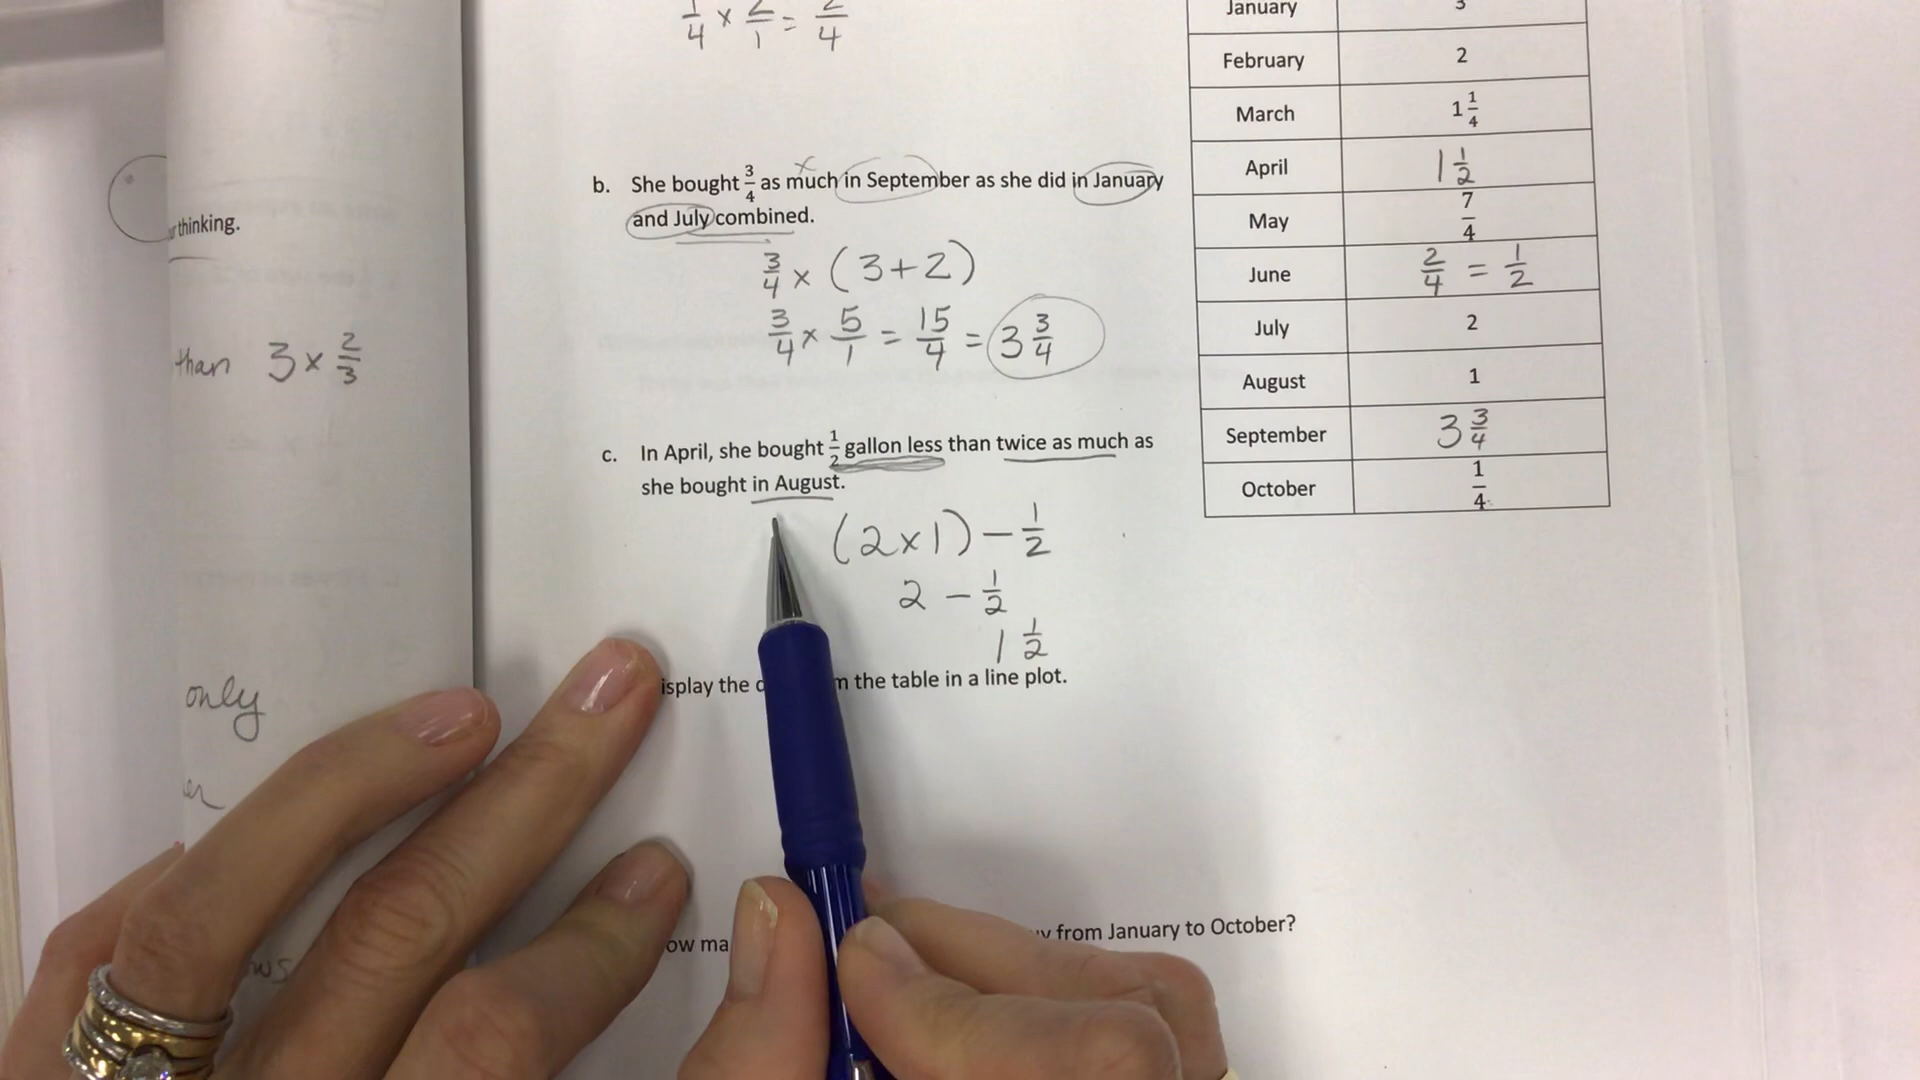 1/4 × 2/1 = 2/4
b. She bought 3/4 as much in September as she did in January
and July combined.
3/4 × (3+2)
3/4 × 5/1 = 15/4 = 3 3/4
c. In April, she bought 1/2 gallon less than twice as much as
she bought in August.
(2×1) − 1/2
2 − 1/2
1 1/2
isplay the m the table in a line plot.
ow ma from January to October?
January 3
February 2
March 1 1/4
April 1 1/2
May 7/4
June 2/4 = 1/2
July 2
August 1
September 3 3/4
October 1/4
thinking.
than 3 × 2/3
only
er
ws